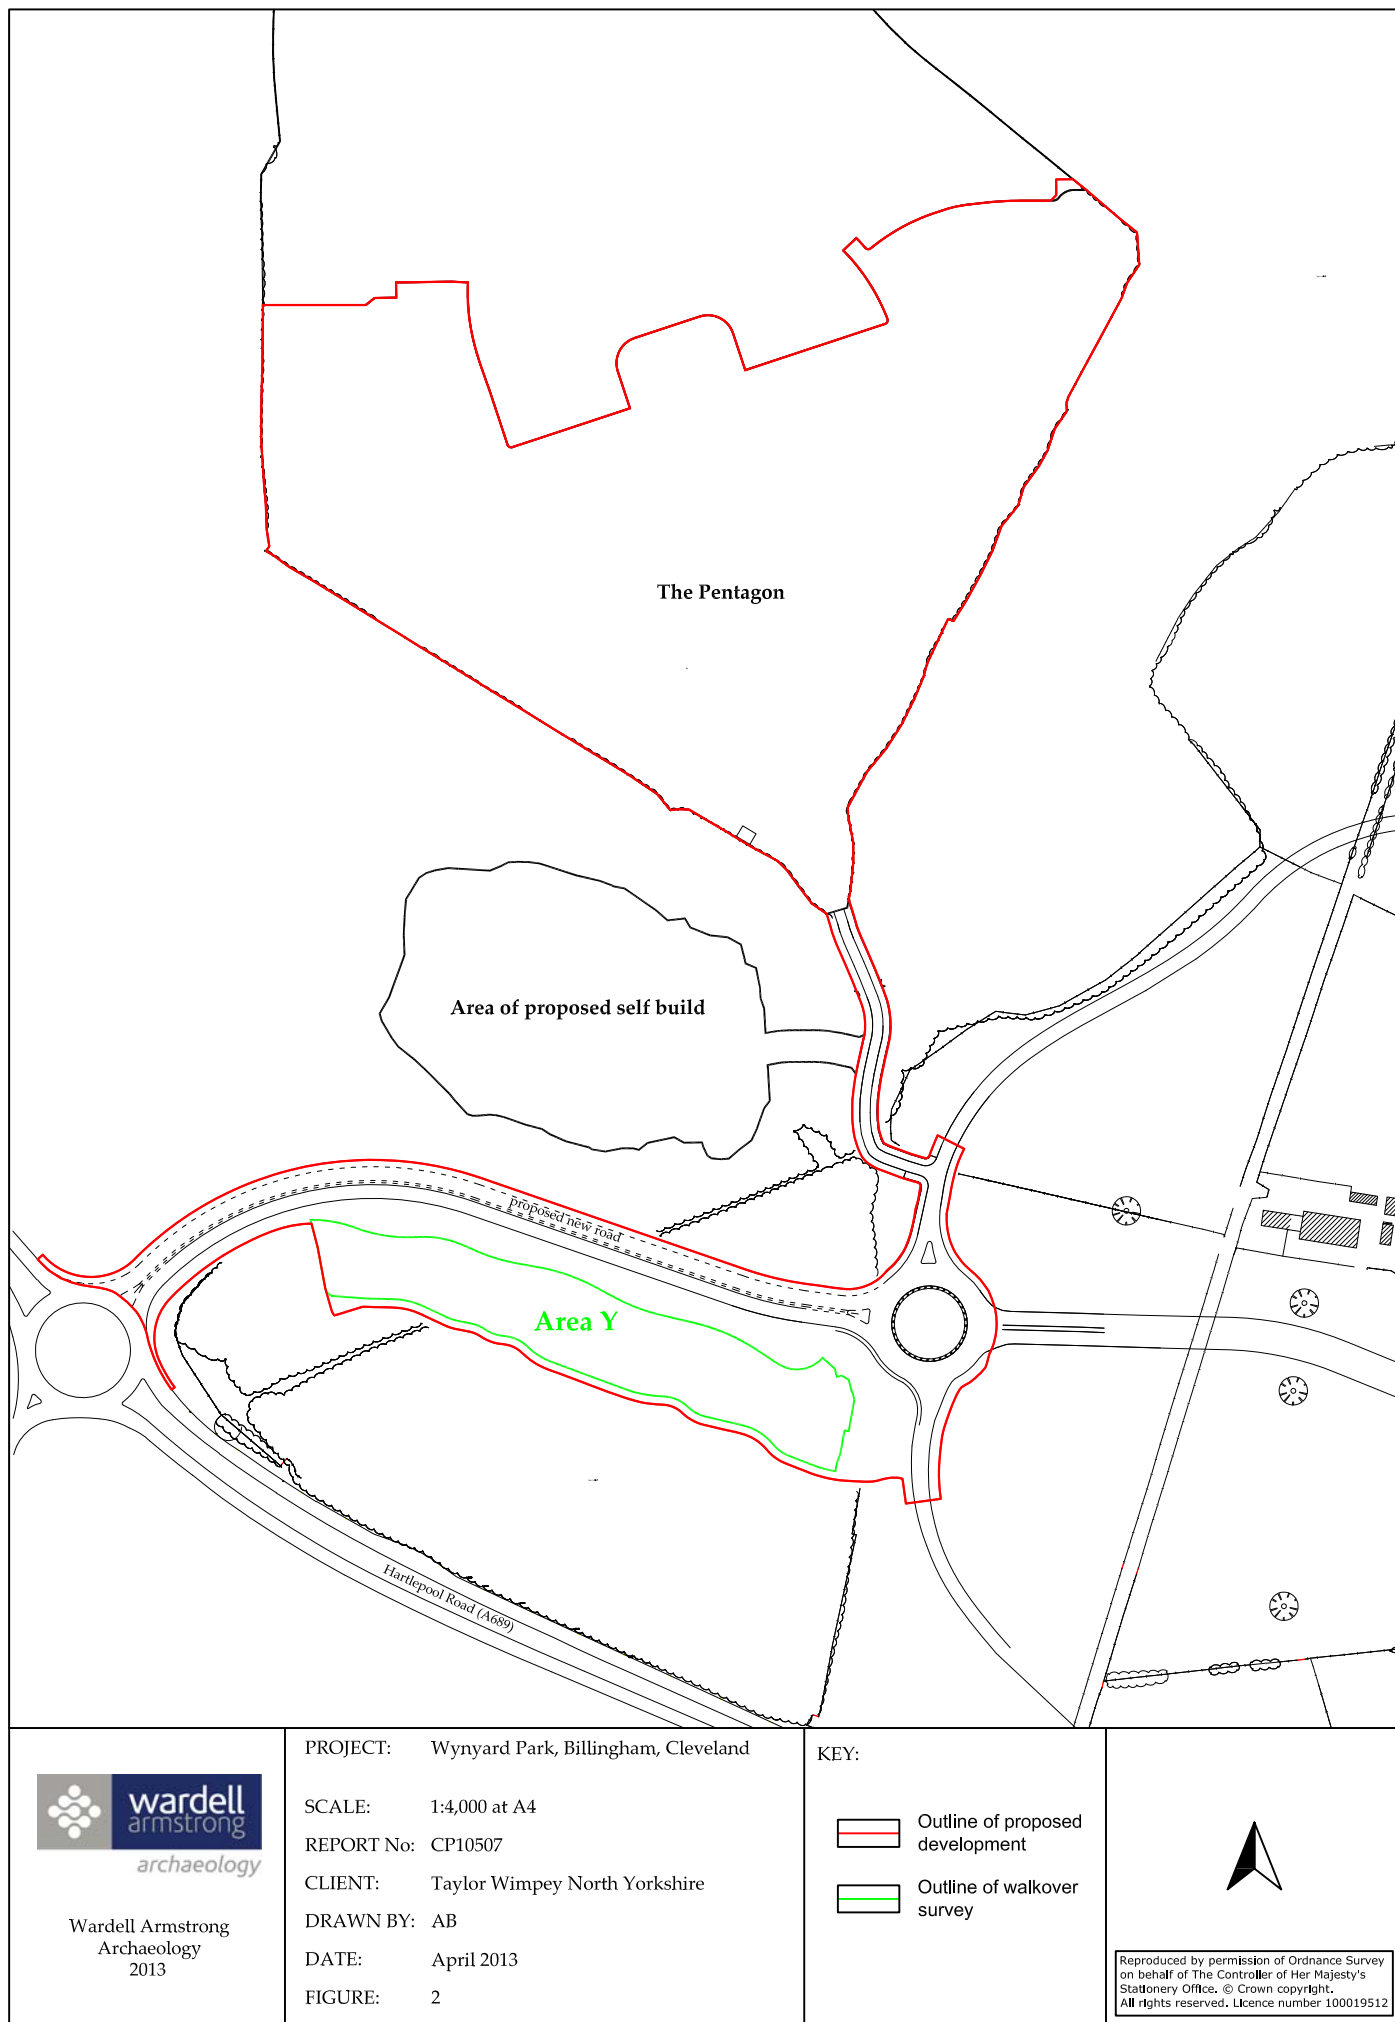 The Pentagon
Area of proposed self build
proposed new road
Area Y
Hartlepool Road (A689)
wardell
armstrong
archaeology
Wardell Armstrong
Archaeology
2013
PROJECT: Wynyard Park, Billingham, Cleveland
SCALE: 1:4,000 at A4
REPORT No: CP10507
CLIENT: Taylor Wimpey North Yorkshire
DRAWN BY: AB
DATE: April 2013
FIGURE: 2
KEY:
Outline of proposed
development
Outline of walkover
survey
Reproduced by permission of Ordnance Survey
on behalf of The Controller of Her Majesty's
Stationery Office. © Crown copyright.
All rights reserved. Licence number 100019512